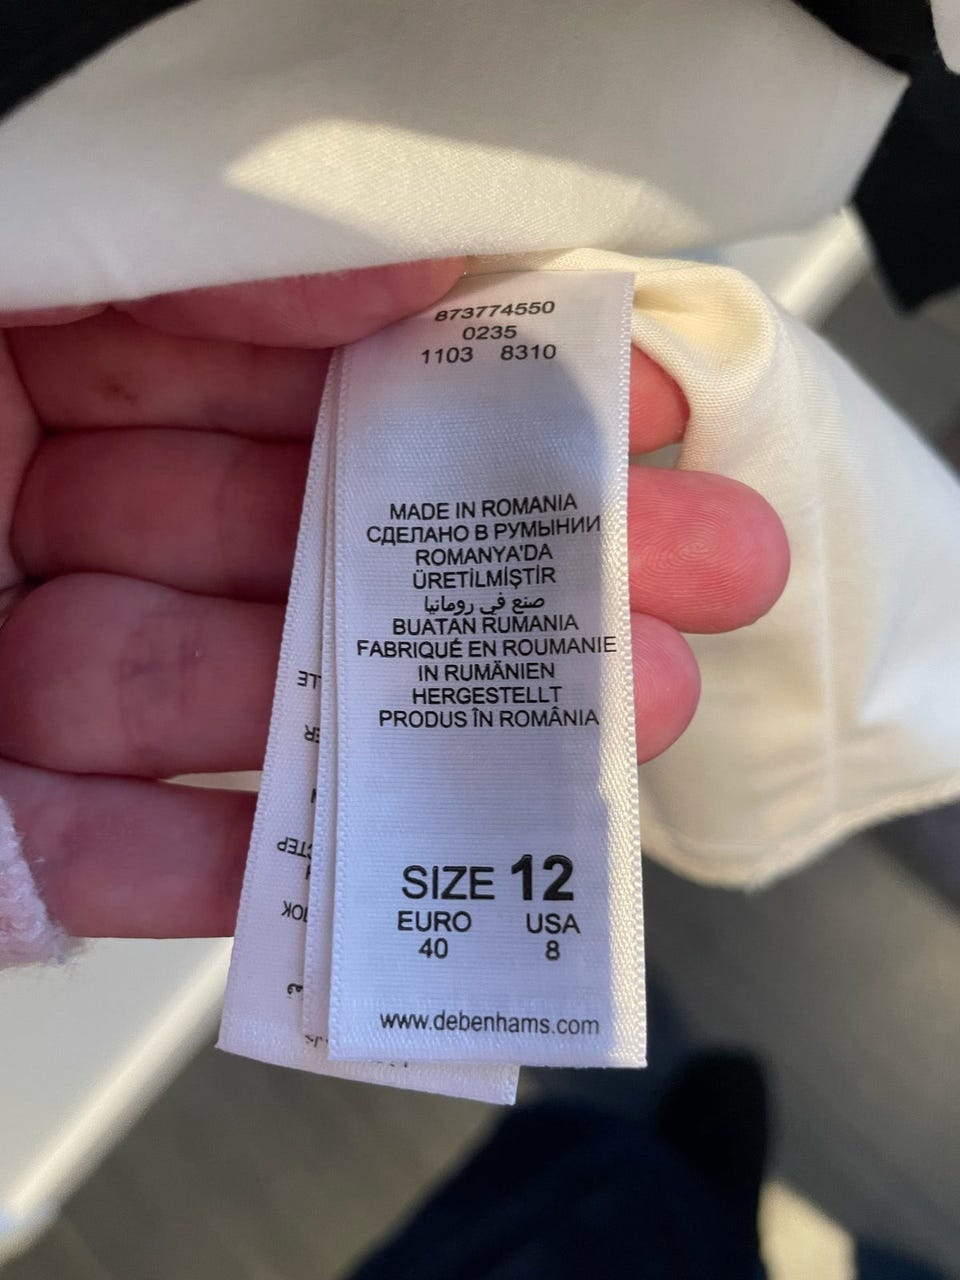 873774550
0235
1103 8310
MADE IN ROMANIA
СДЕЛАНО В РУМЫНИИ
ROMANYA'DA
ÜRETİLMİŞTİR
صنع في رومانيا
BUATAN RUMANIA
FABRIQUÉ EN ROUMANIE
IN RUMÄNIEN
HERGESTELLT
PRODUS ÎN ROMÂNIA
SIZE 12
EURO USA
40 8
www.debenhams.com